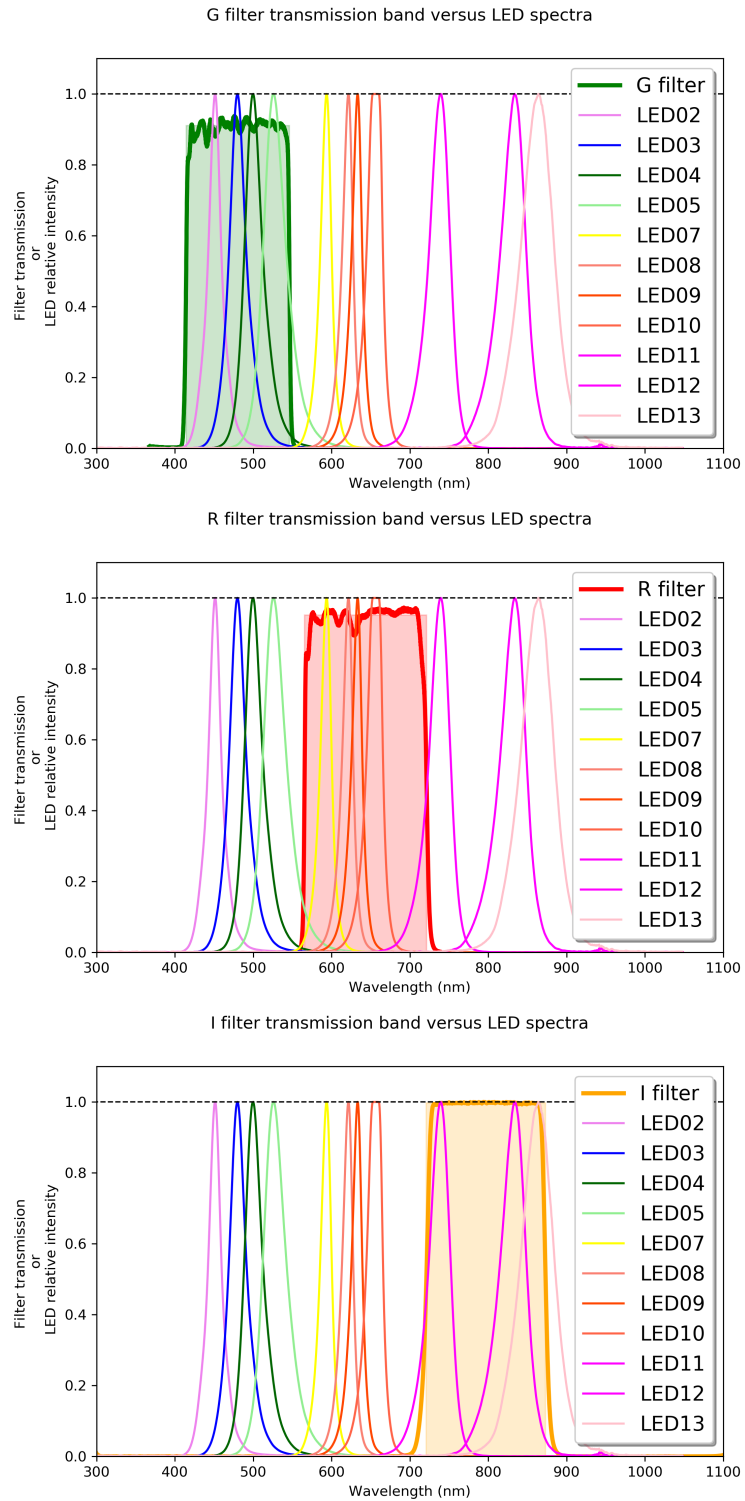 G filter transmission band versus LED spectra
1.0
0.8
0.6
0.4
0.2
0.0
Filter transmission
or
LED relative intensity
G filter
LED02
LED03
LED04
LED05
LED07
LED08
LED09
LED10
LED11
LED12
LED13
300 400 500 600 700 800 900 1000 1100
Wavelength (nm)
R filter transmission band versus LED spectra
1.0
0.8
0.6
0.4
0.2
0.0
Filter transmission
or
LED relative intensity
R filter
LED02
LED03
LED04
LED05
LED07
LED08
LED09
LED10
LED11
LED12
LED13
300 400 500 600 700 800 900 1000 1100
Wavelength (nm)
I filter transmission band versus LED spectra
1.0
0.8
0.6
0.4
0.2
0.0
Filter transmission
or
LED relative intensity
I filter
LED02
LED03
LED04
LED05
LED07
LED08
LED09
LED10
LED11
LED12
LED13
300 400 500 600 700 800 900 1000 1100
Wavelength (nm)